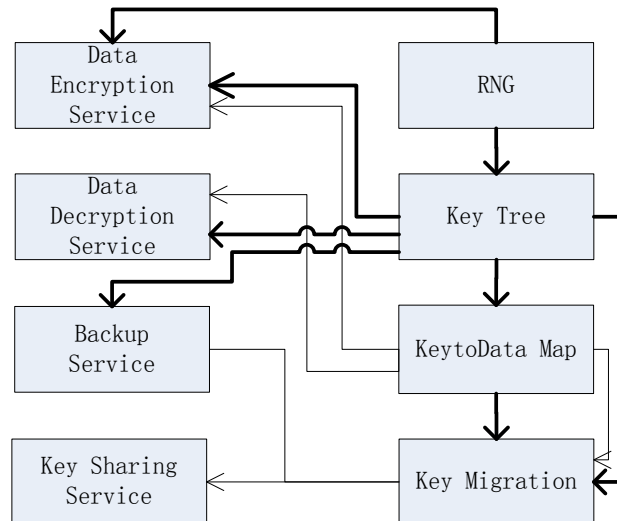 Data
Encryption
Service
RNG
Data
Decryption
Service
Key Tree
Backup
Service
KeytoData Map
Key Sharing
Service
Key Migration